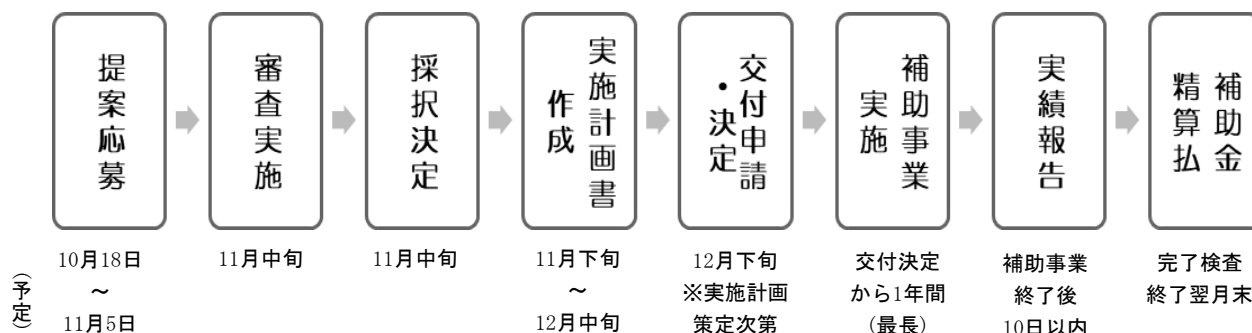 提案応募
審査実施
採択決定
実施計画書
作成
交付申請
・決定
補助事業
実施
実績報告
補助金
精算払
(予定)
10月18日
～
11月5日
11月中旬
11月中旬
11月下旬
～
12月中旬
12月下旬
※実施計画
策定次第
交付決定
から1年間
(最長)
補助事業
終了後
10日以内
完了検査
終了翌月末